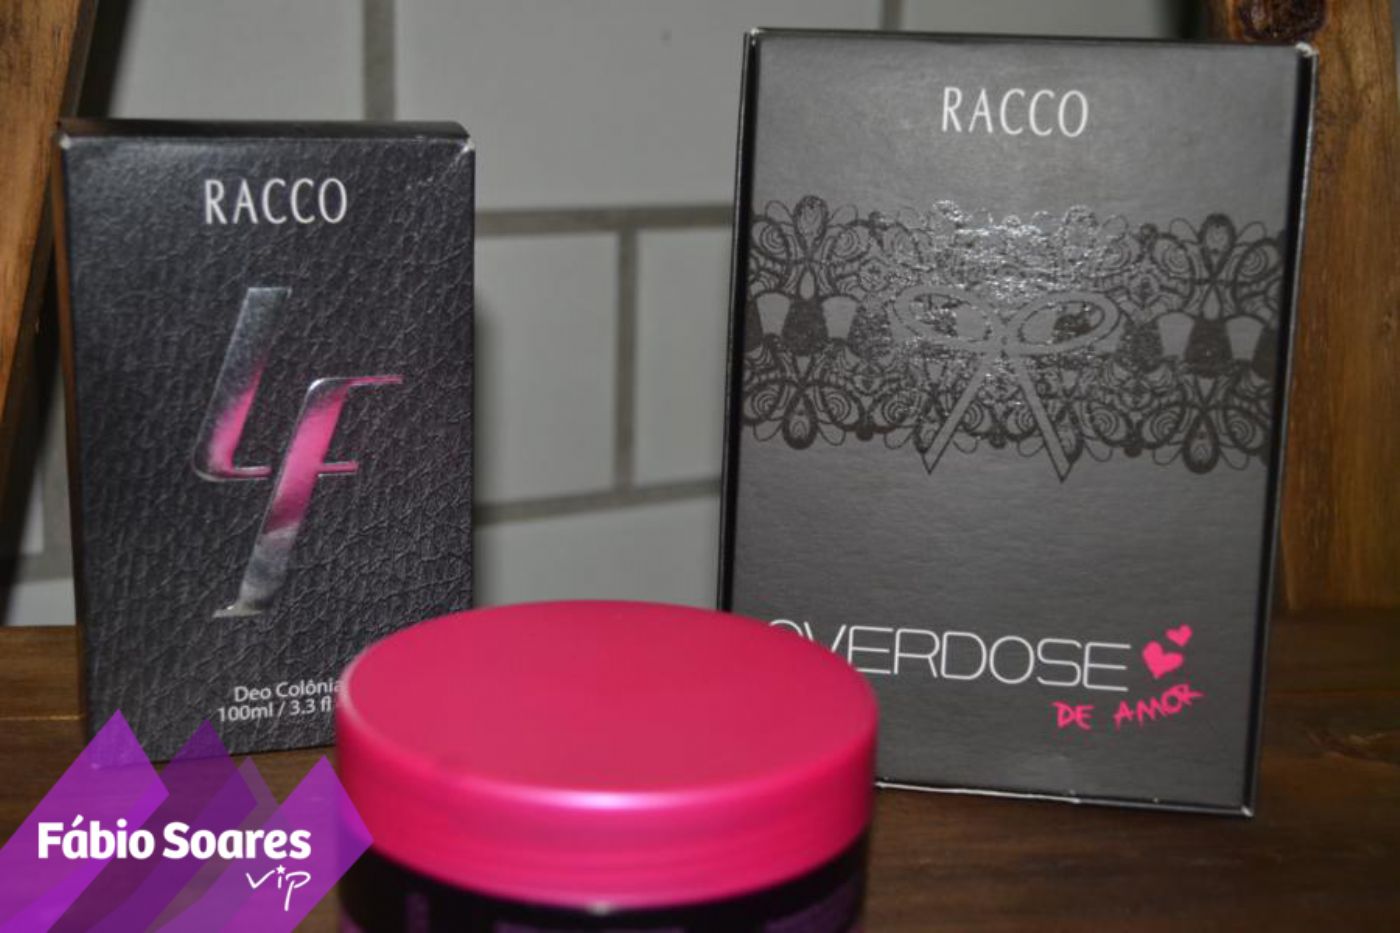 RACCO
LF
Deo Colônia
100ml / 3.3 fl
RACCO
OVERDOSE
DE AMOR
Fábio Soares
vip